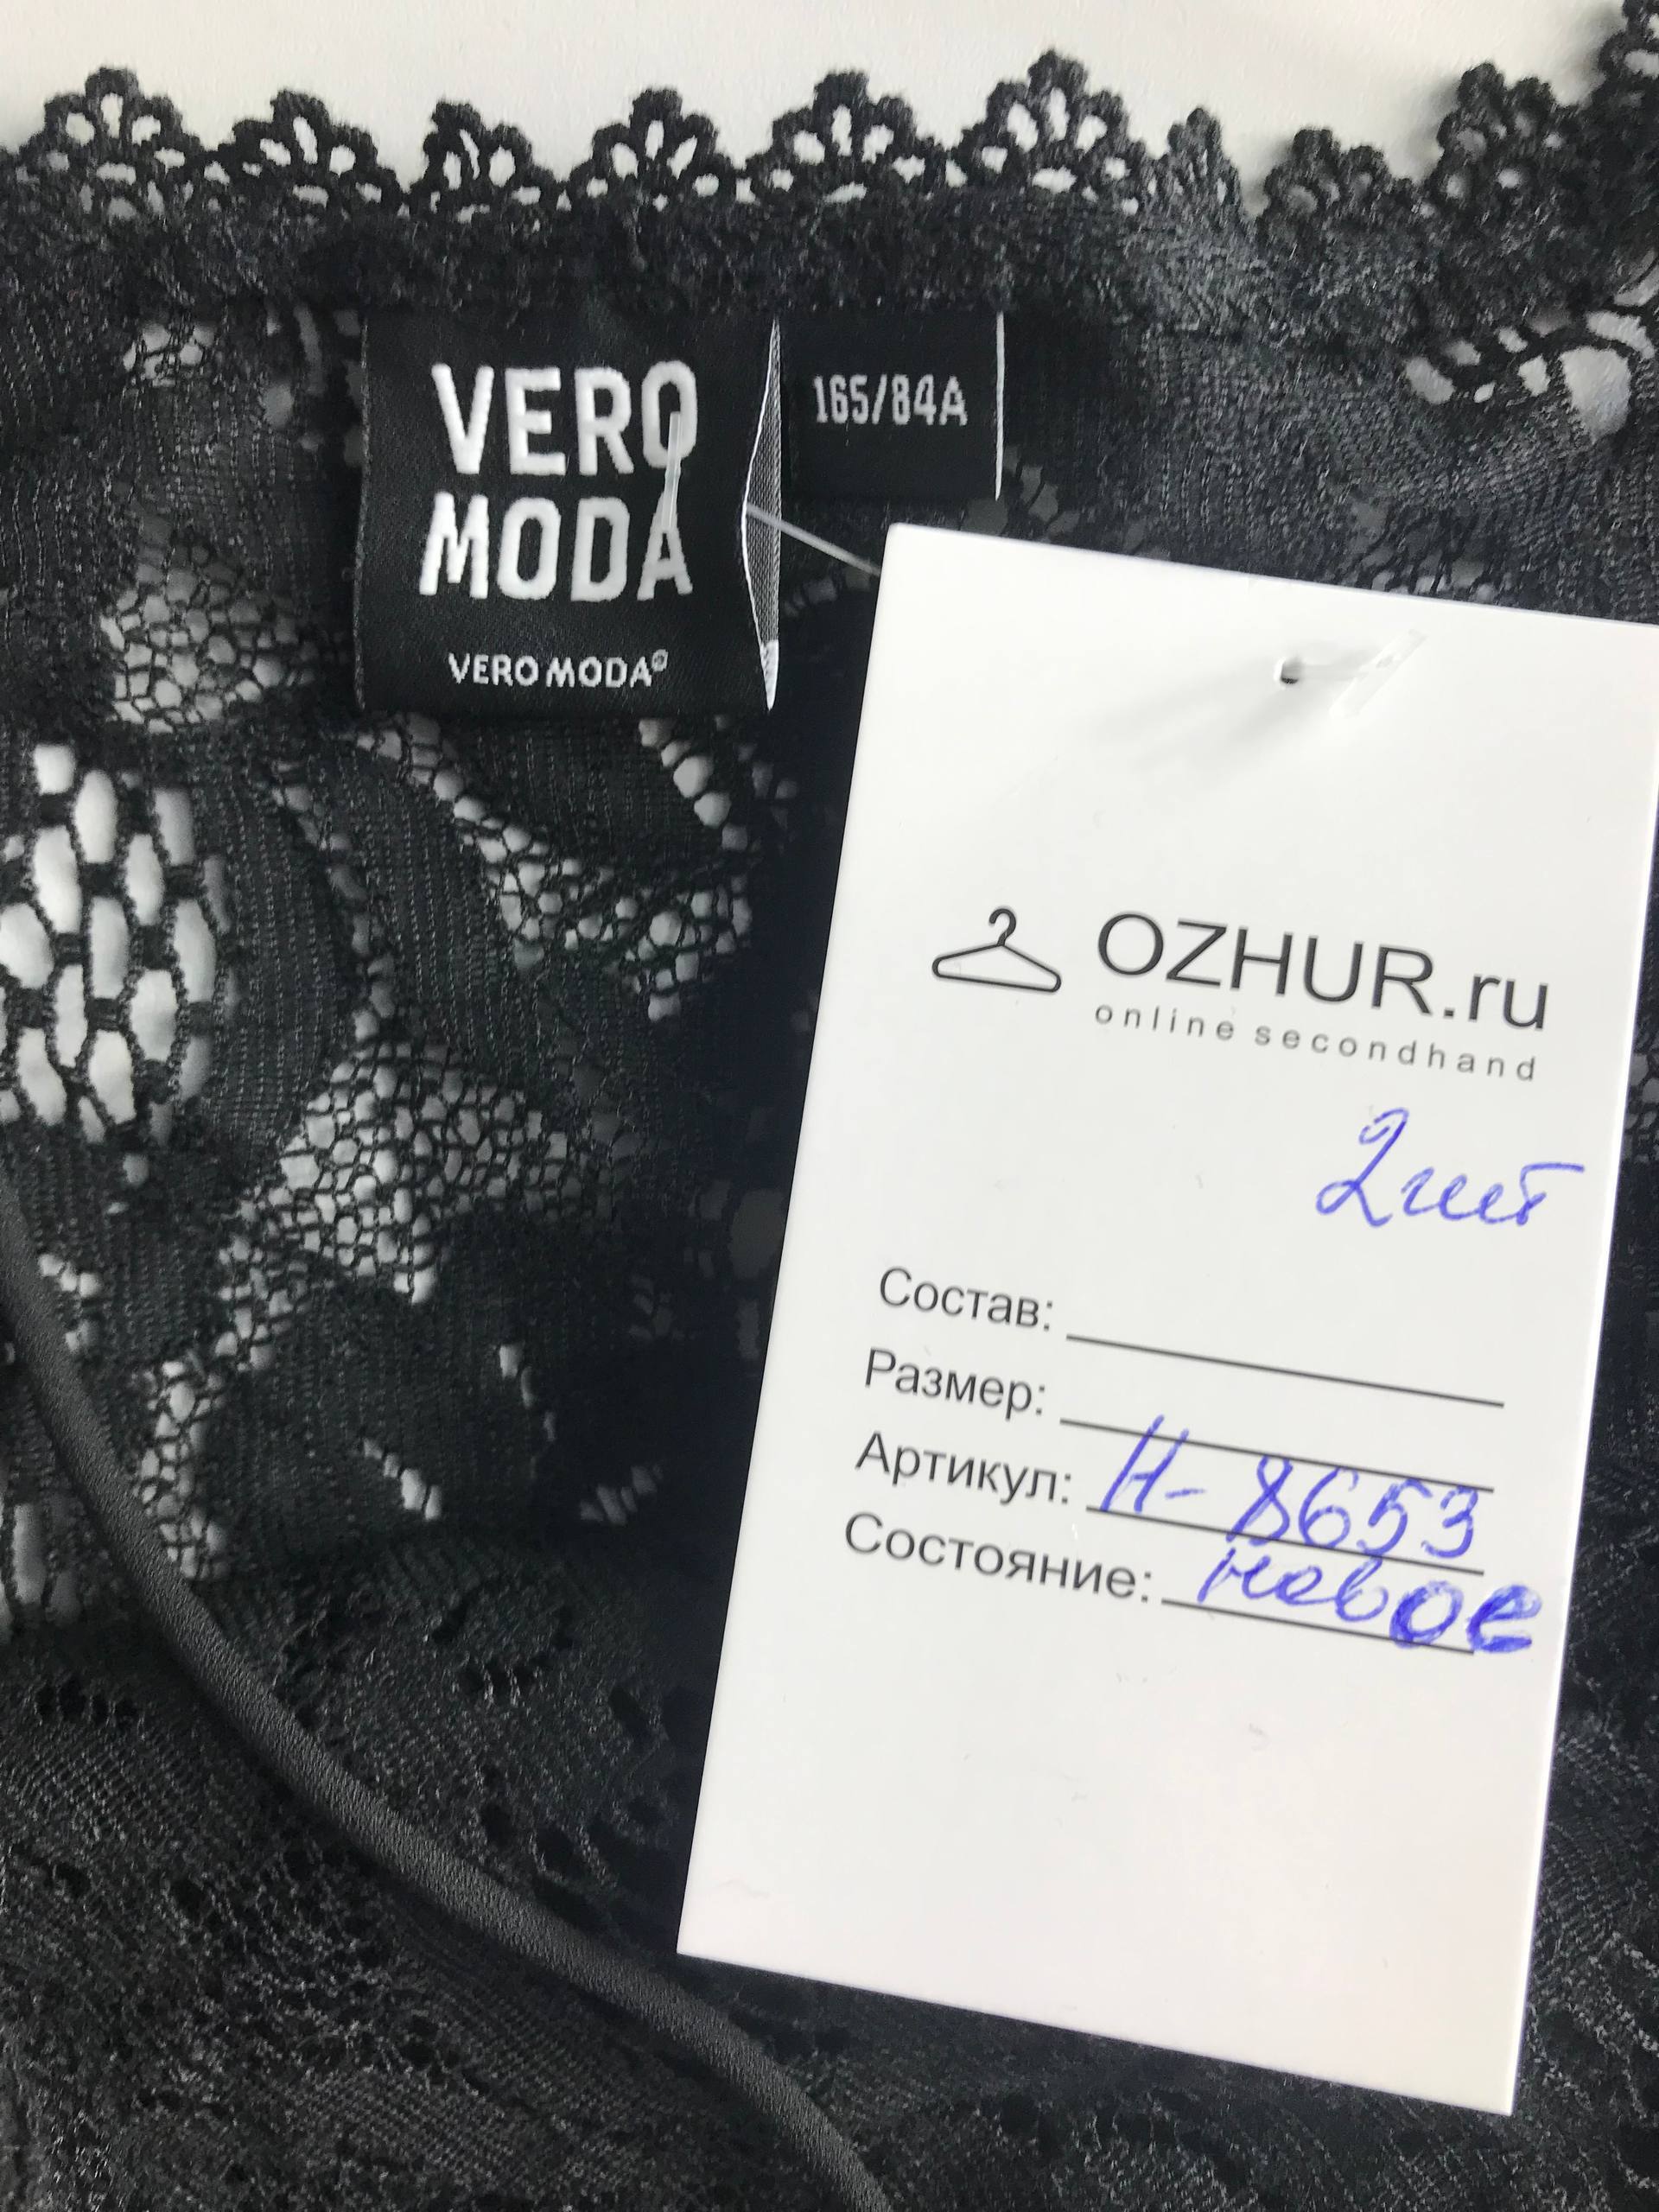 VERO
MODA
VERO MODA®
165/84A
OZHUR.ru
online secondhand
2шт
Состав:
Размер:
Артикул: Н-8653
Состояние: новое